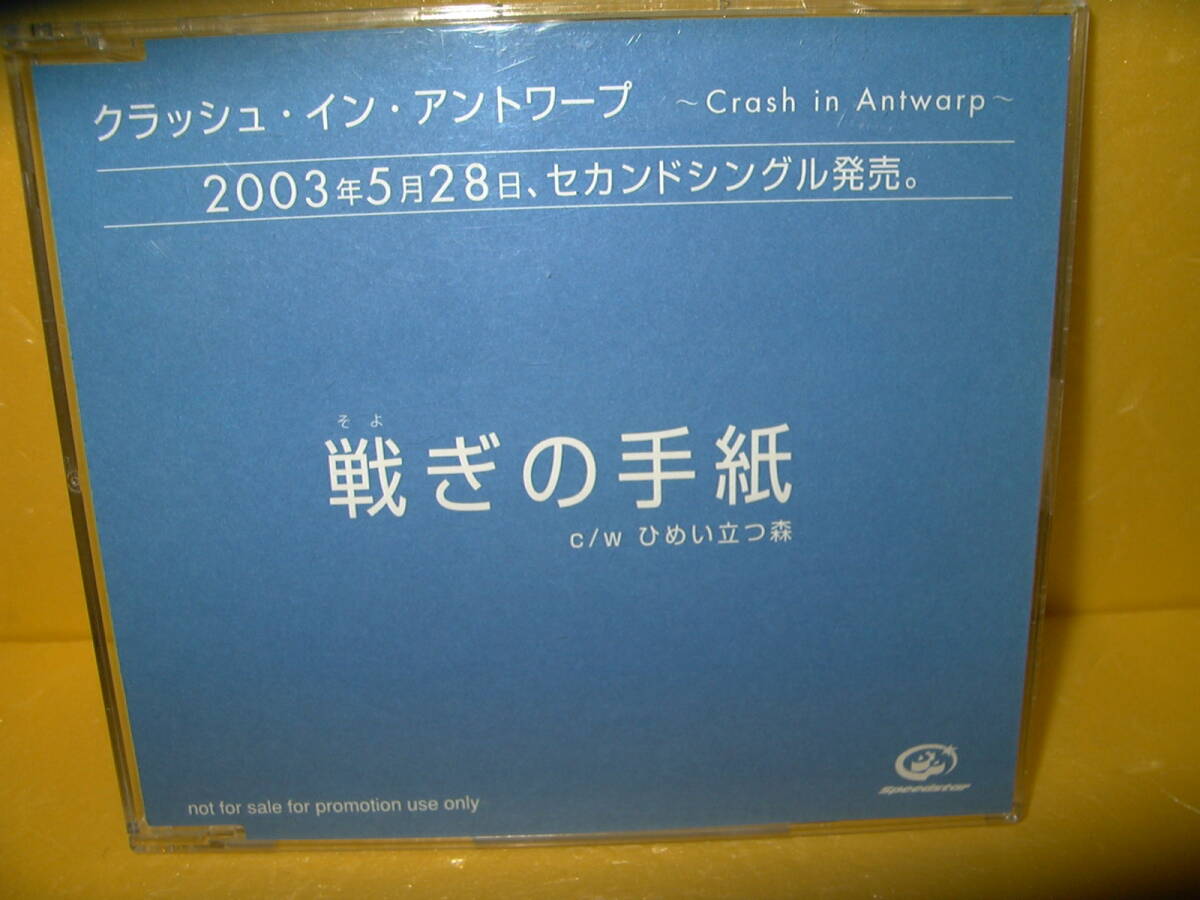 クラッシュ・イン・アントワープ ～Crash in Antwarp～
2003年5月28日、セカンドシングル発売。
そよ
戦ぎの手紙
c/w ひめい立つ森
speedstar
not for sale for promotion use only